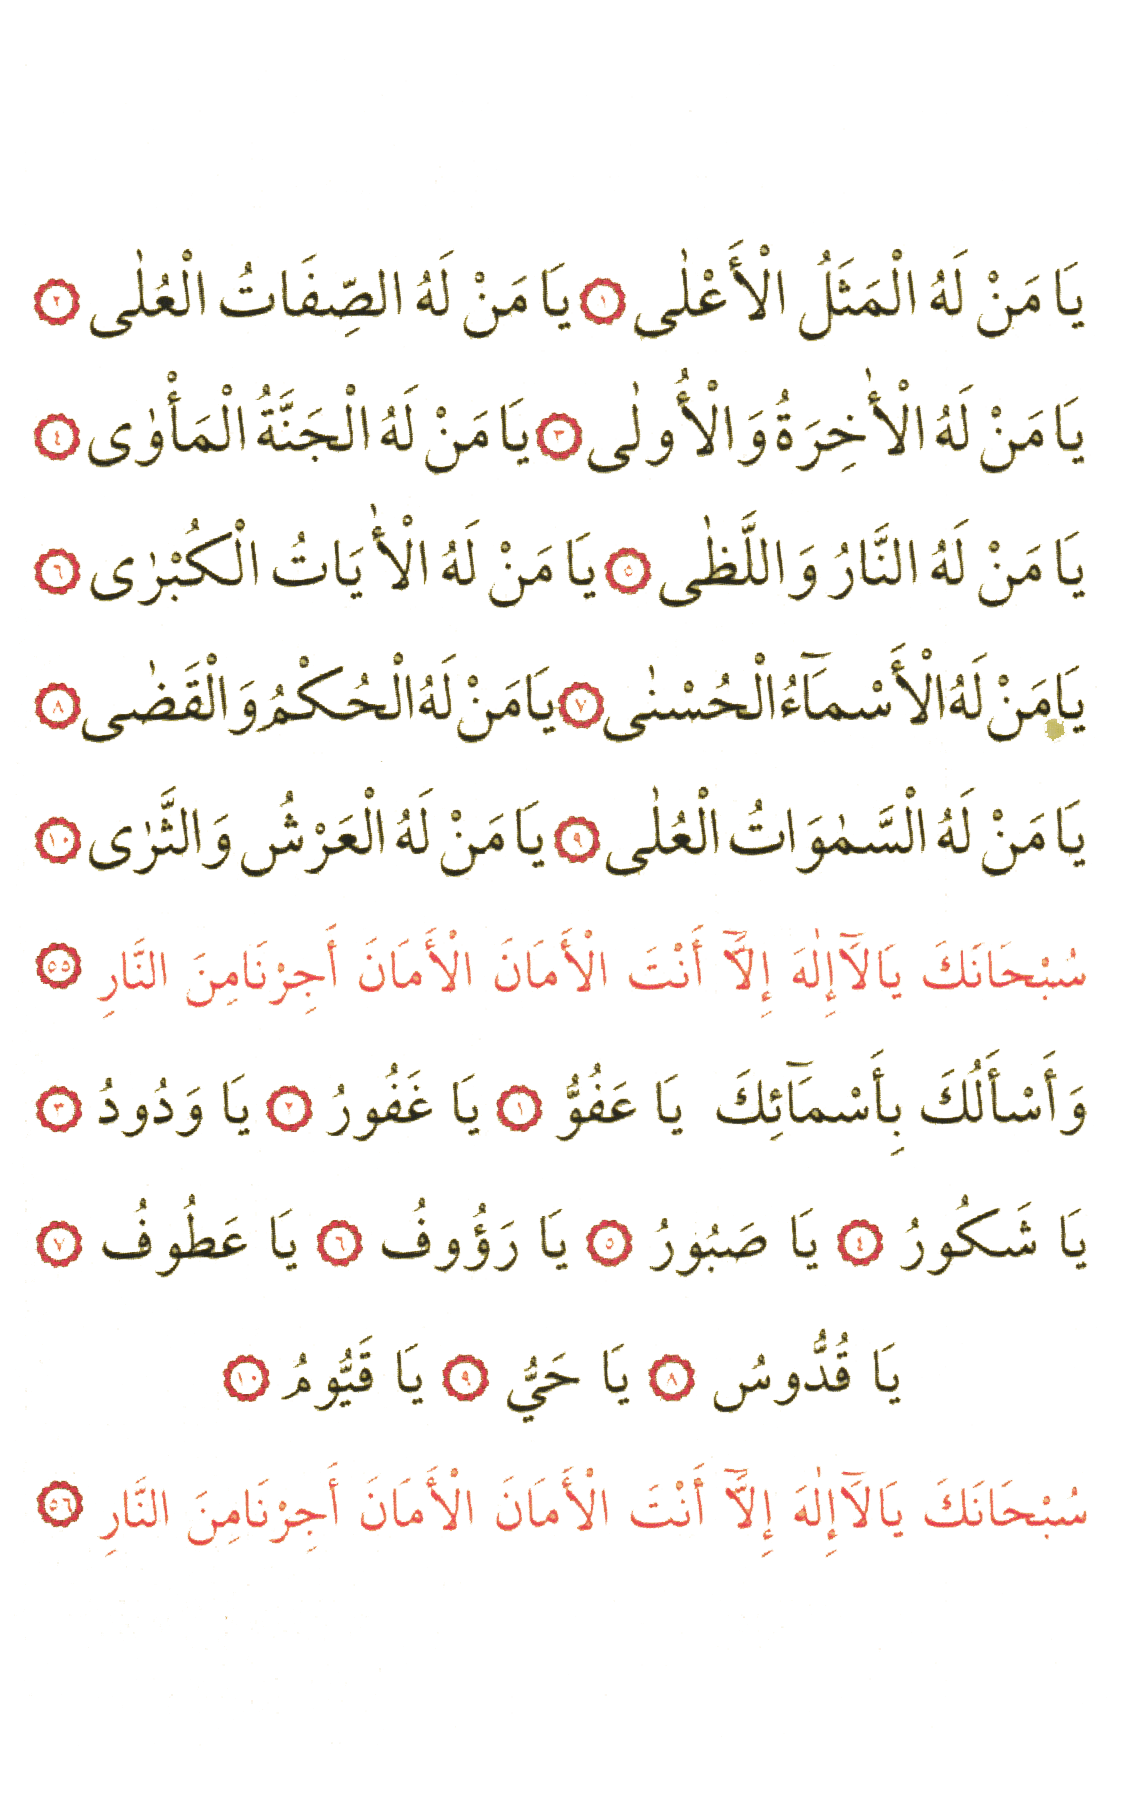 يَا مَنْ لَهُ الْمَثَلُ الْأَعْلٰى ١ يَا مَنْ لَهُ الصِّفَاتُ الْعُلٰى ٢
يَا مَنْ لَهُ الْاٰخِرَةُ وَ الْأُولٰى ٣ يَا مَنْ لَهُ الْجَنَّةُ الْمَأْوٰى ٤
يَا مَنْ لَهُ النَّارُ وَ اللَّظٰى ٥ يَا مَنْ لَهُ الْاٰيَاتُ الْكُبْرٰى ٦
يَا مَنْ لَهُ الْأَسْمَآءُ الْحُسْنٰى ٧ يَا مَنْ لَهُ الْحُكْمُ وَ الْقَضٰى ٨
يَا مَنْ لَهُ الْسَّمٰوَاتُ الْعُلٰى ٩ يَا مَنْ لَهُ الْعَرْشُ وَ الثَّرٰى ١٠
سُبْحَانَكَ يَا لَآ إِلٰهَ إِلَّآ أَنْتَ الْأَمَانَ الْأَمَانَ أَجِرْنَا مِنَ النَّارِ ٥٥
وَ أَسْأَلُكَ بِأَسْمَآئِكَ يَا عَفُوُّ ١ يَا غَفُورُ ٢ يَا وَدُودُ ٣
يَا شَكُورُ ٤ يَا صَبُورُ ٥ يَا رَؤُوفُ ٦ يَا عَطُوفُ ٧
يَا قُدُّوسُ ٨ يَا حَيُّ ٩ يَا قَيُّومُ ١٠
سُبْحَانَكَ يَا لَآ إِلٰهَ إِلَّآ أَنْتَ الْأَمَانَ الْأَمَانَ أَجِرْنَا مِنَ النَّارِ ٥٦